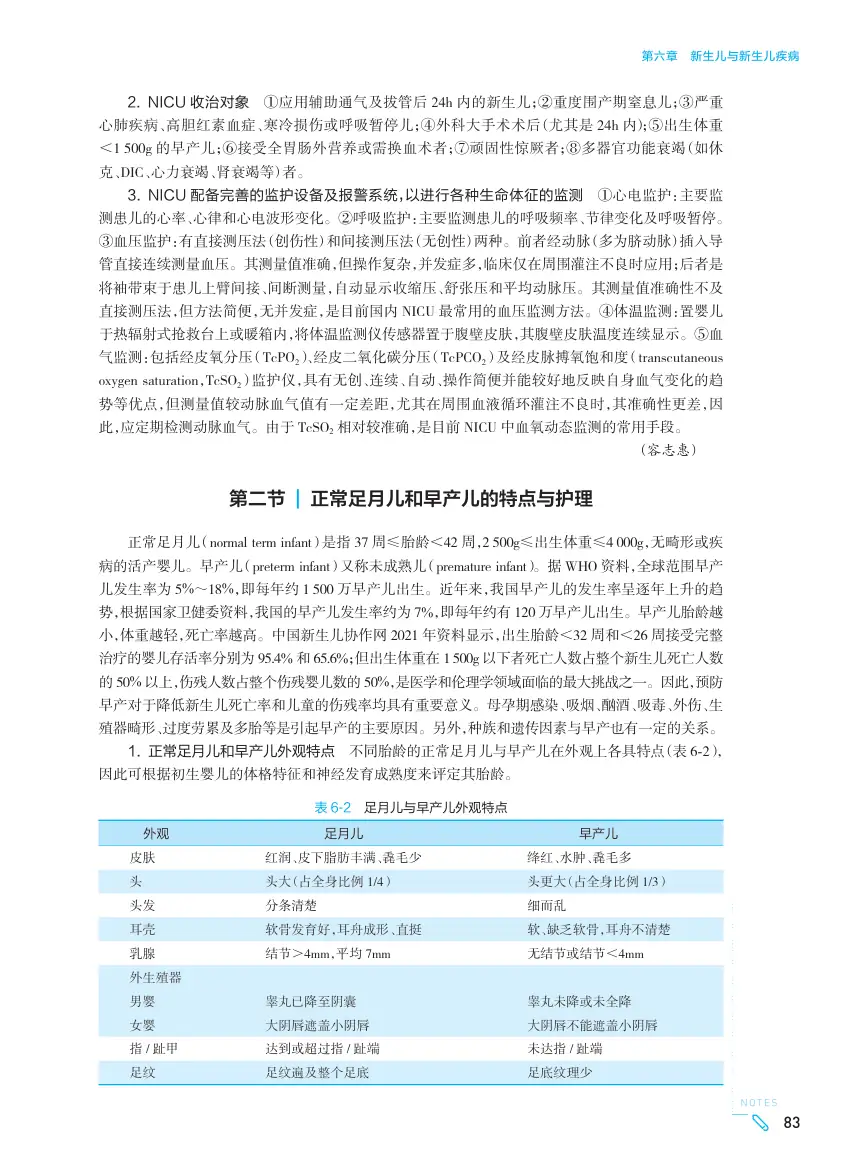 第六章 新生儿与新生儿疾病
2. NICU 收治对象 ①应用辅助通气及拔管后 24h 内的新生儿；②重度围产期窒息儿；③严重
心肺疾病、高胆红素血症、寒冷损伤或呼吸暂停儿；④外科大手术术后（尤其是 24h 内）；⑤出生体重
＜1 500g 的早产儿；⑥接受全胃肠外营养或需换血术者；⑦顽固性惊厥者；⑧多器官功能衰竭（如休
克、DIC、心力衰竭、肾衰竭等）者。
3. NICU 配备完善的监护设备及报警系统，以进行各种生命体征的监测 ①心电监护：主要监
测患儿的心率、心律和心电波形变化。②呼吸监护：主要监测患儿的呼吸频率、节律变化及呼吸暂停。
③血压监护：有直接测压法（创伤性）和间接测压法（无创性）两种。前者经动脉（多为脐动脉）插入导
管直接连续测量血压。其测量值准确，但操作复杂，并发症多，临床仅在周围灌注不良时应用；后者是
将袖带束于患儿上臂间接、间断测量，自动显示收缩压、舒张压和平均动脉压。其测量值准确性不及
直接测压法，但方法简便，无并发症，是目前国内 NICU 最常用的血压监测方法。④体温监测：置婴儿
于热辐射式抢救台上或暖箱内，将体温监测仪传感器置于腹壁皮肤，其腹壁皮肤温度连续显示。⑤血
气监测：包括经皮氧分压（TcPO₂）、经皮二氧化碳分压（TcPCO₂）及经皮脉搏氧饱和度（transcutaneous
oxygen saturation，TcSO₂）监护仪，具有无创、连续、自动、操作简便并能较好地反映自身血气变化的趋
势等优点，但测量值较动脉血气值有一定差距，尤其在周围血液循环灌注不良时，其准确性更差，因
此，应定期检测动脉血气。由于 TcSO₂ 相对较准确，是目前 NICU 中血氧动态监测的常用手段。
（容志惠）
第二节 | 正常足月儿和早产儿的特点与护理
正常足月儿（normal term infant）是指 37 周≤胎龄＜42 周，2 500g≤出生体重≤4 000g，无畸形或疾
病的活产婴儿。早产儿（preterm infant）又称未成熟儿（premature infant）。据 WHO 资料，全球范围早产
儿发生率为 5%～18%，即每年约 1 500 万早产儿出生。近年来，我国早产儿的发生率呈逐年上升的趋
势，根据国家卫健委资料，我国的早产儿发生率约为 7%，即每年约有 120 万早产儿出生。早产儿胎龄越
小，体重越轻，死亡率越高。中国新生儿协作网 2021 年资料显示，出生胎龄＜32 周和＜26 周接受完整
治疗的婴儿存活率分别为 95.4% 和 65.6%；但出生体重在 1 500g 以下者死亡人数占整个新生儿死亡人数
的 50% 以上，伤残人数占整个伤残婴儿数的 50%，是医学和伦理学领域面临的最大挑战之一。因此，预防
早产对于降低新生儿死亡率和儿童的伤残率均具有重要意义。母孕期感染、吸烟、酗酒、吸毒、外伤、生
殖器畸形、过度劳累及多胎等是引起早产的主要原因。另外，种族和遗传因素与早产也有一定的关系。
1. 正常足月儿和早产儿外观特点 不同胎龄的正常足月儿与早产儿在外观上各具特点（表 6-2），
因此可根据初生婴儿的体格特征和神经发育成熟度来评定其胎龄。
表 6-2 足月儿与早产儿外观特点
外观 足月儿 早产儿
皮肤 红润、皮下脂肪丰满、毳毛少 绛红、水肿、毳毛多
头 头大（占全身比例 1/4） 头更大（占全身比例 1/3）
头发 分条清楚 细而乱
耳壳 软骨发育好，耳舟成形、直挺 软、缺乏软骨，耳舟不清楚
乳腺 结节＞4mm，平均 7mm 无结节或结节＜4mm
外生殖器
男婴 睾丸已降至阴囊 睾丸未降或未全降
女婴 大阴唇遮盖小阴唇 大阴唇不能遮盖小阴唇
指 / 趾甲 达到或超过指 / 趾端 未达指 / 趾端
足纹 足纹遍及整个足底 足底纹理少
NOTES
83